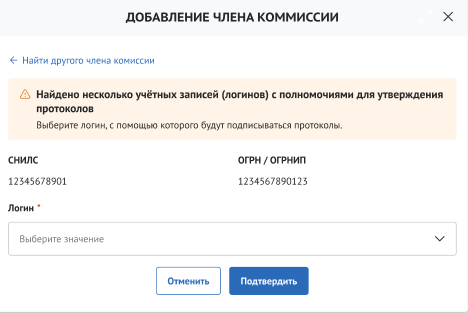 ДОБАВЛЕНИЕ ЧЛЕНА КОММИССИИ
Найти другого члена комиссии
Найдено несколько учётных записей (логинов) с полномочиями для утверждения
протоколов
Выберите логин, с помощью которого будут подписываться протоколы.
СНИЛС
ОГРН / ОГРНИП
12345678901
1234567890123
Логин *
Выберите значение
Отменить
Подтвердить